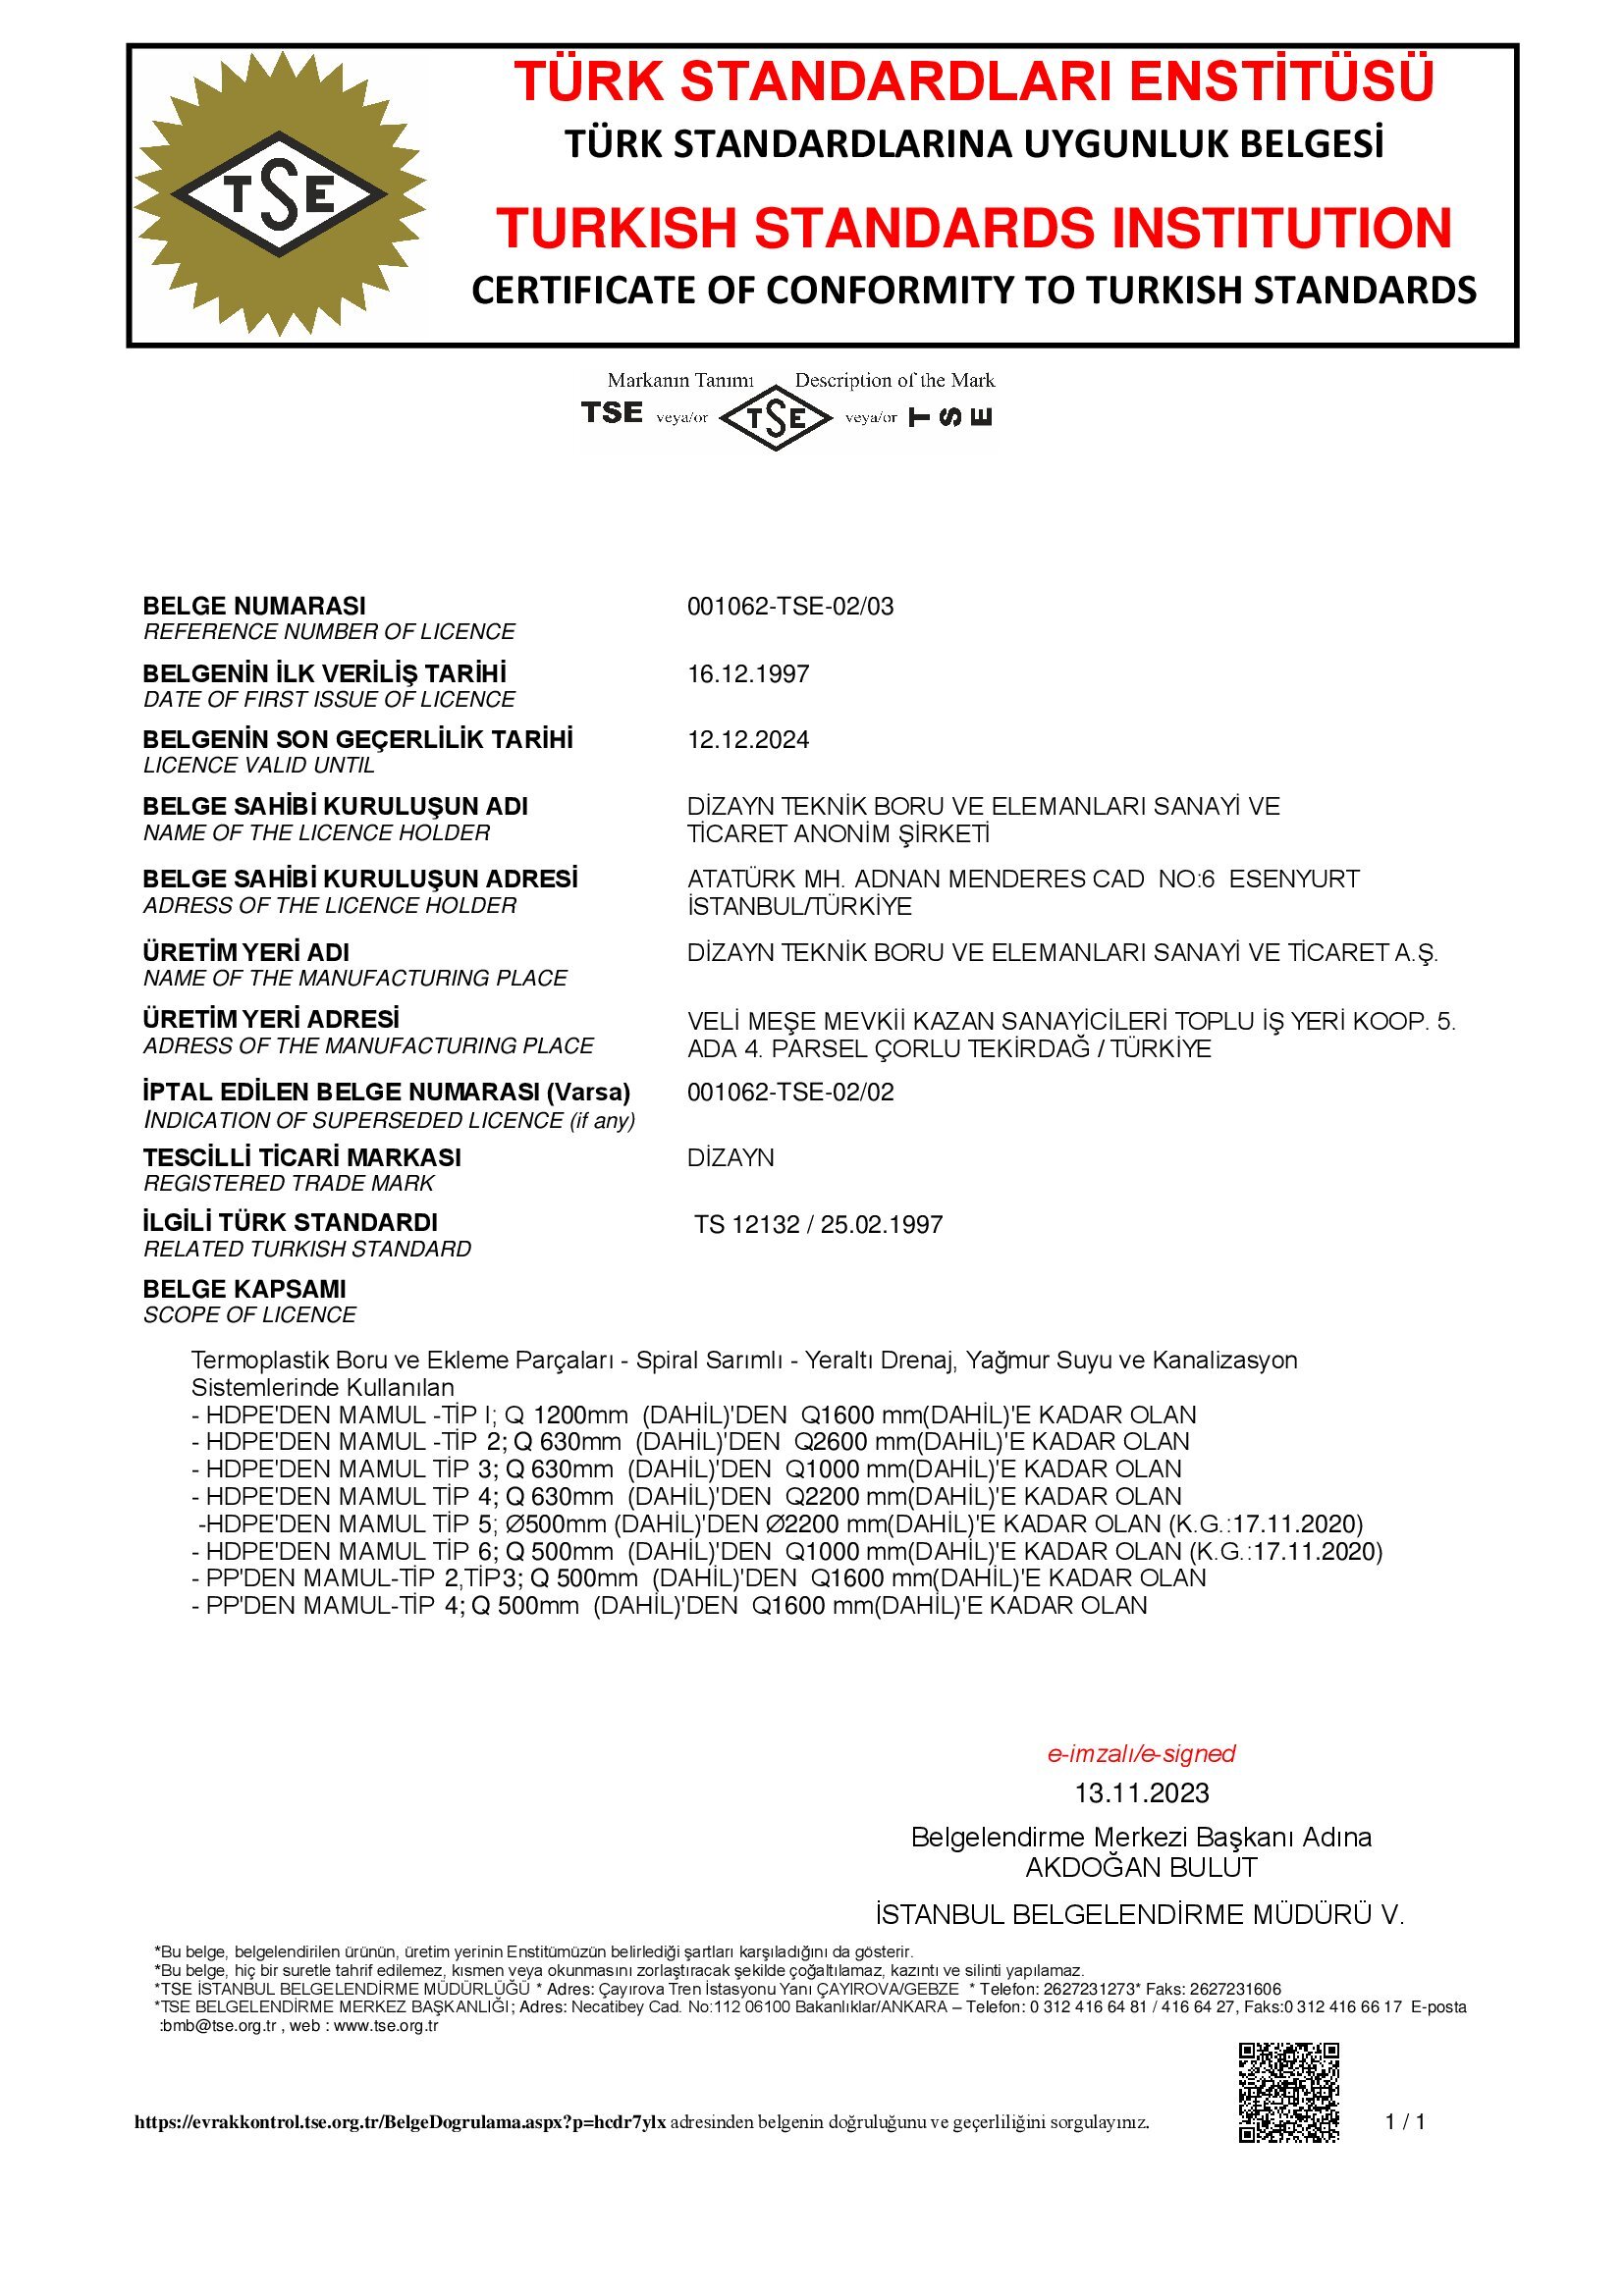 TSE
TÜRK STANDARDLARI ENSTİTÜSÜ
TÜRK STANDARDLARINA UYGUNLUK BELGESİ
TURKISH STANDARDS INSTITUTION
CERTIFICATE OF CONFORMITY TO TURKISH STANDARDS
Markanın Tanımı Description of the Mark
TSE veya/or TSE veya/or TSE
BELGE NUMARASI 001062-TSE-02/03
REFERENCE NUMBER OF LICENCE
BELGENİN İLK VERİLİŞ TARİHİ 16.12.1997
DATE OF FIRST ISSUE OF LICENCE
BELGENİN SON GEÇERLİLİK TARİHİ 12.12.2024
LICENCE VALID UNTIL
BELGE SAHİBİ KURULUŞUN ADI DİZAYN TEKNİK BORU VE ELEMANLARI SANAYİ VE
NAME OF THE LICENCE HOLDER TİCARET ANONİM ŞİRKETİ
BELGE SAHİBİ KURULUŞUN ADRESİ ATATÜRK MH. ADNAN MENDERES CAD NO:6 ESENYURT
ADRESS OF THE LICENCE HOLDER İSTANBUL/TÜRKİYE
ÜRETİM YERİ ADI DİZAYN TEKNİK BORU VE ELEMANLARI SANAYİ VE TİCARET A.Ş.
NAME OF THE MANUFACTURING PLACE
ÜRETİM YERİ ADRESİ VELİ MEŞE MEVKİİ KAZAN SANAYİCİLERİ TOPLU İŞ YERİ KOOP. 5.
ADRESS OF THE MANUFACTURING PLACE ADA 4. PARSEL ÇORLU TEKİRDAĞ / TÜRKİYE
İPTAL EDİLEN BELGE NUMARASI (Varsa) 001062-TSE-02/02
INDICATION OF SUPERSEDED LICENCE (if any)
TESCİLLİ TİCARİ MARKASI DİZAYN
REGISTERED TRADE MARK
İLGİLİ TÜRK STANDARDI TS 12132 / 25.02.1997
RELATED TURKISH STANDARD
BELGE KAPSAMI
SCOPE OF LICENCE
Termoplastik Boru ve Ekleme Parçaları - Spiral Sarımlı - Yeraltı Drenaj, Yağmur Suyu ve Kanalizasyon
Sistemlerinde Kullanılan
- HDPE'DEN MAMUL -TİP I; Q 1200mm (DAHİL)'DEN Q1600 mm(DAHİL)'E KADAR OLAN
- HDPE'DEN MAMUL -TİP 2; Q 630mm (DAHİL)'DEN Q2600 mm(DAHİL)'E KADAR OLAN
- HDPE'DEN MAMUL TİP 3; Q 630mm (DAHİL)'DEN Q1000 mm(DAHİL)'E KADAR OLAN
- HDPE'DEN MAMUL TİP 4; Q 630mm (DAHİL)'DEN Q2200 mm(DAHİL)'E KADAR OLAN
-HDPE'DEN MAMUL TİP 5; Ø500mm (DAHİL)'DEN Ø2200 mm(DAHİL)'E KADAR OLAN (K.G.:17.11.2020)
- HDPE'DEN MAMUL TİP 6; Q 500mm (DAHİL)'DEN Q1000 mm(DAHİL)'E KADAR OLAN (K.G.:17.11.2020)
- PP'DEN MAMUL-TİP 2,TİP3; Q 500mm (DAHİL)'DEN Q1600 mm(DAHİL)'E KADAR OLAN
- PP'DEN MAMUL-TİP 4; Q 500mm (DAHİL)'DEN Q1600 mm(DAHİL)'E KADAR OLAN
e-imzalı/e-signed
13.11.2023
Belgelendirme Merkezi Başkanı Adına
AKDOĞAN BULUT
İSTANBUL BELGELENDİRME MÜDÜRÜ V.
*Bu belge, belgelendirilen ürünün, üretim yerinin Enstitümüzün belirlediği şartları karşıladığını da gösterir.
*Bu belge, hiç bir suretle tahrif edilemez, kısmen veya okunmasını zorlaştıracak şekilde çoğaltılamaz, kazıntı ve silinti yapılamaz.
*TSE İSTANBUL BELGELENDİRME MÜDÜRLÜĞÜ * Adres: Çayırova Tren İstasyonu Yanı ÇAYIROVA/GEBZE * Telefon: 2627231273* Faks: 2627231606
*TSE BELGELENDİRME MERKEZ BAŞKANLIĞI; Adres: Necatibey Cad. No:112 06100 Bakanlıklar/ANKARA – Telefon: 0 312 416 64 81 / 416 64 27, Faks:0 312 416 66 17 E-posta
:bmb@tse.org.tr , web : www.tse.org.tr
https://evrakkontrol.tse.org.tr/BelgeDogrulama.aspx?p=hcdr7ylx adresinden belgenin doğruluğunu ve geçerliliğini sorgulayınız. 1 / 1